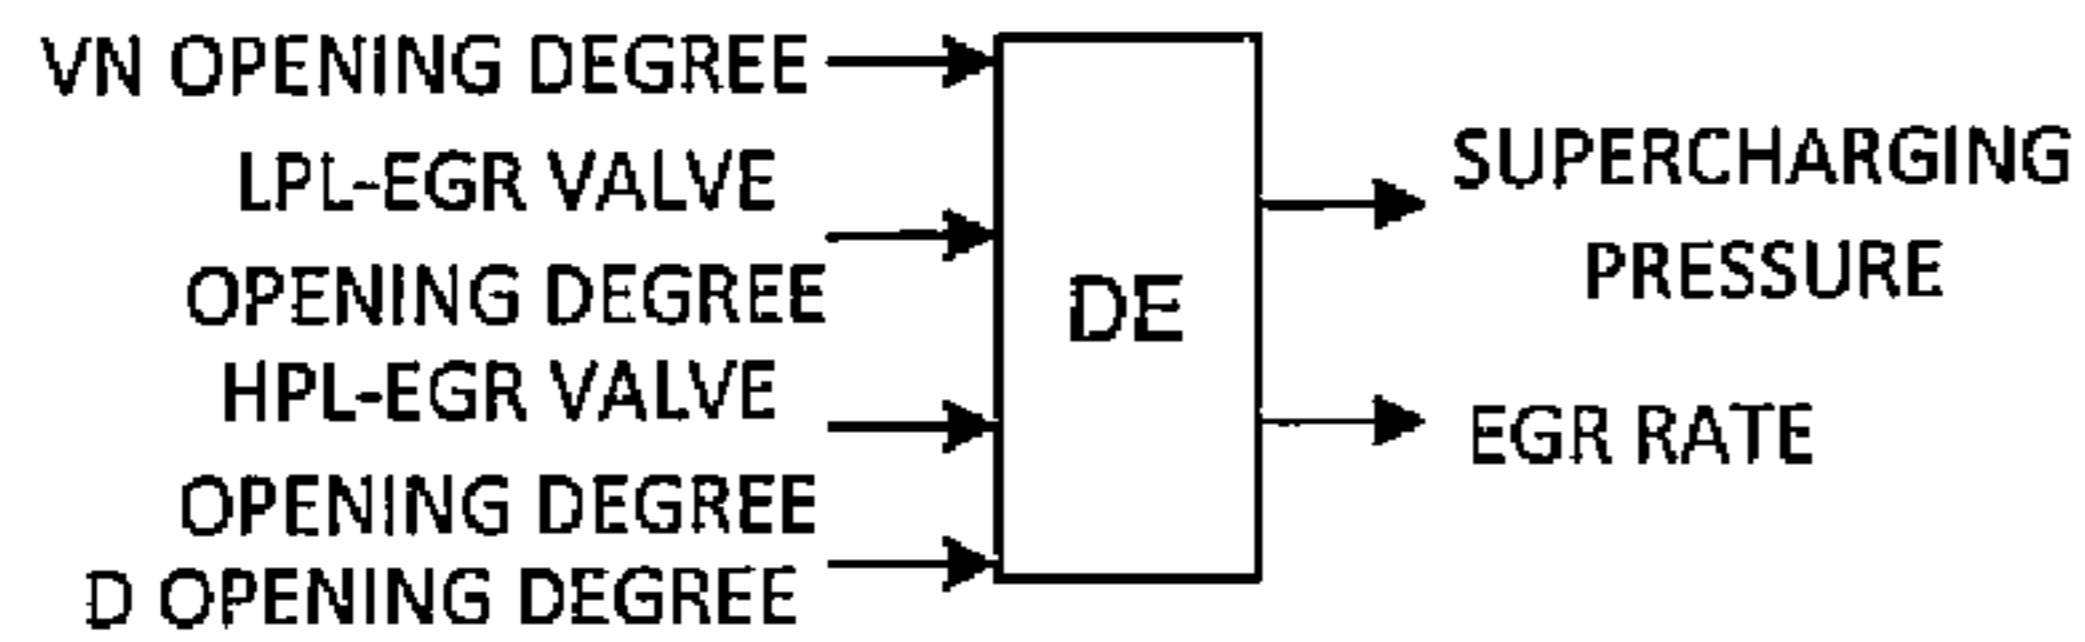 VN OPENING DEGREE
LPL-EGR VALVE
OPENING DEGREE
HPL-EGR VALVE
OPENING DEGREE
D OPENING DEGREE
DE
SUPERCHARGING
PRESSURE
EGR RATE